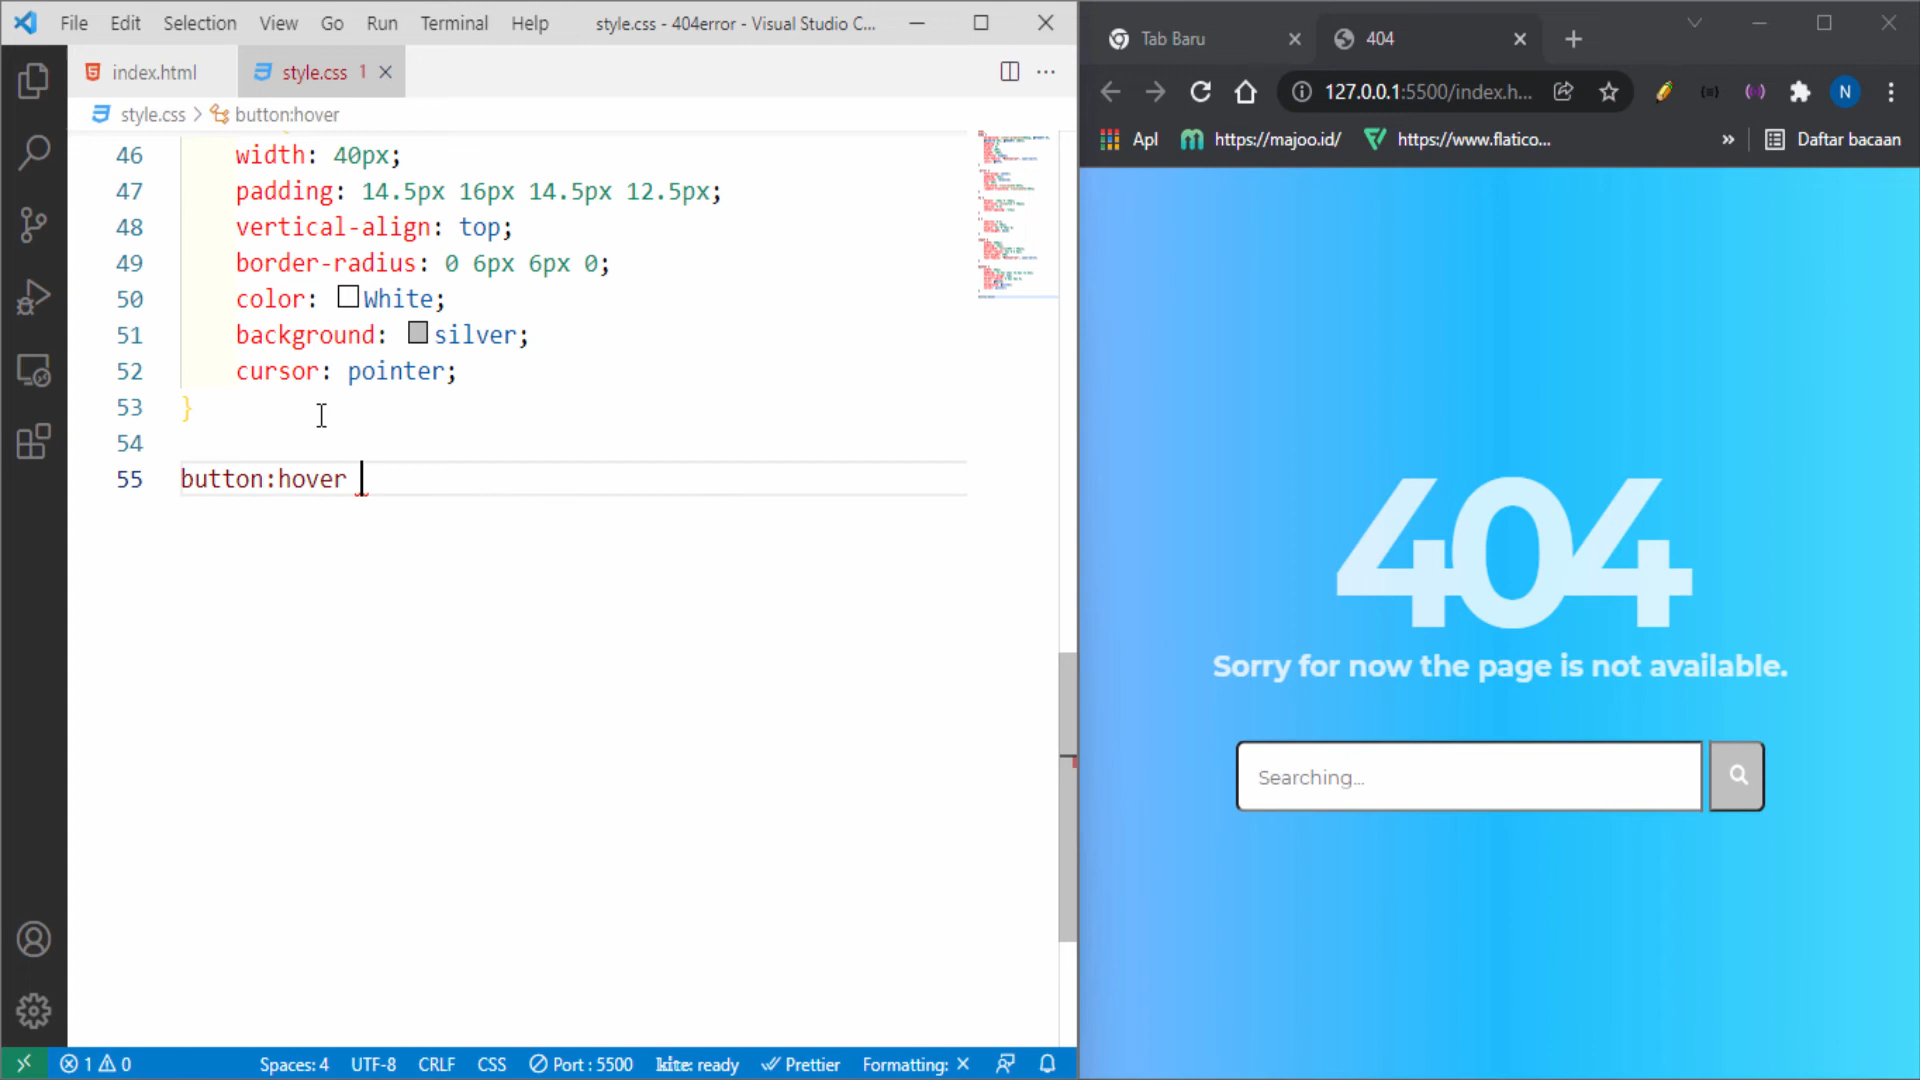 File Edit Selection View Go Run Terminal Help style.css - 404error - Visual Studio C...
index.html style.css 1
style.css > button:hover
46 width: 40px;
47 padding: 14.5px 16px 14.5px 12.5px;
48 vertical-align: top;
49 border-radius: 0 6px 6px 0;
50 color: White;
51 background: silver;
52 cursor: pointer;
53 }
54
55 button:hover
1 0 Spaces: 4 UTF-8 CRLF CSS Port : 5500 kite: ready Prettier Formatting: ×
Tab Baru 404
127.0.0.1:5500/index.h... N
Apl https://majoo.id/ https://www.flatico... » Daftar bacaan
404
Sorry for now the page is not available.
Searching...